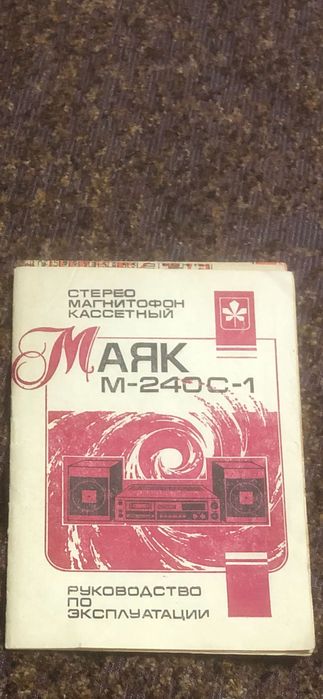 СТЕРЕО
МАГНИТОФОН
КАССЕТНЫЙ
МАЯК
М-240С-1
РУКОВОДСТВО
ПО
ЭКСПЛУАТАЦИИ